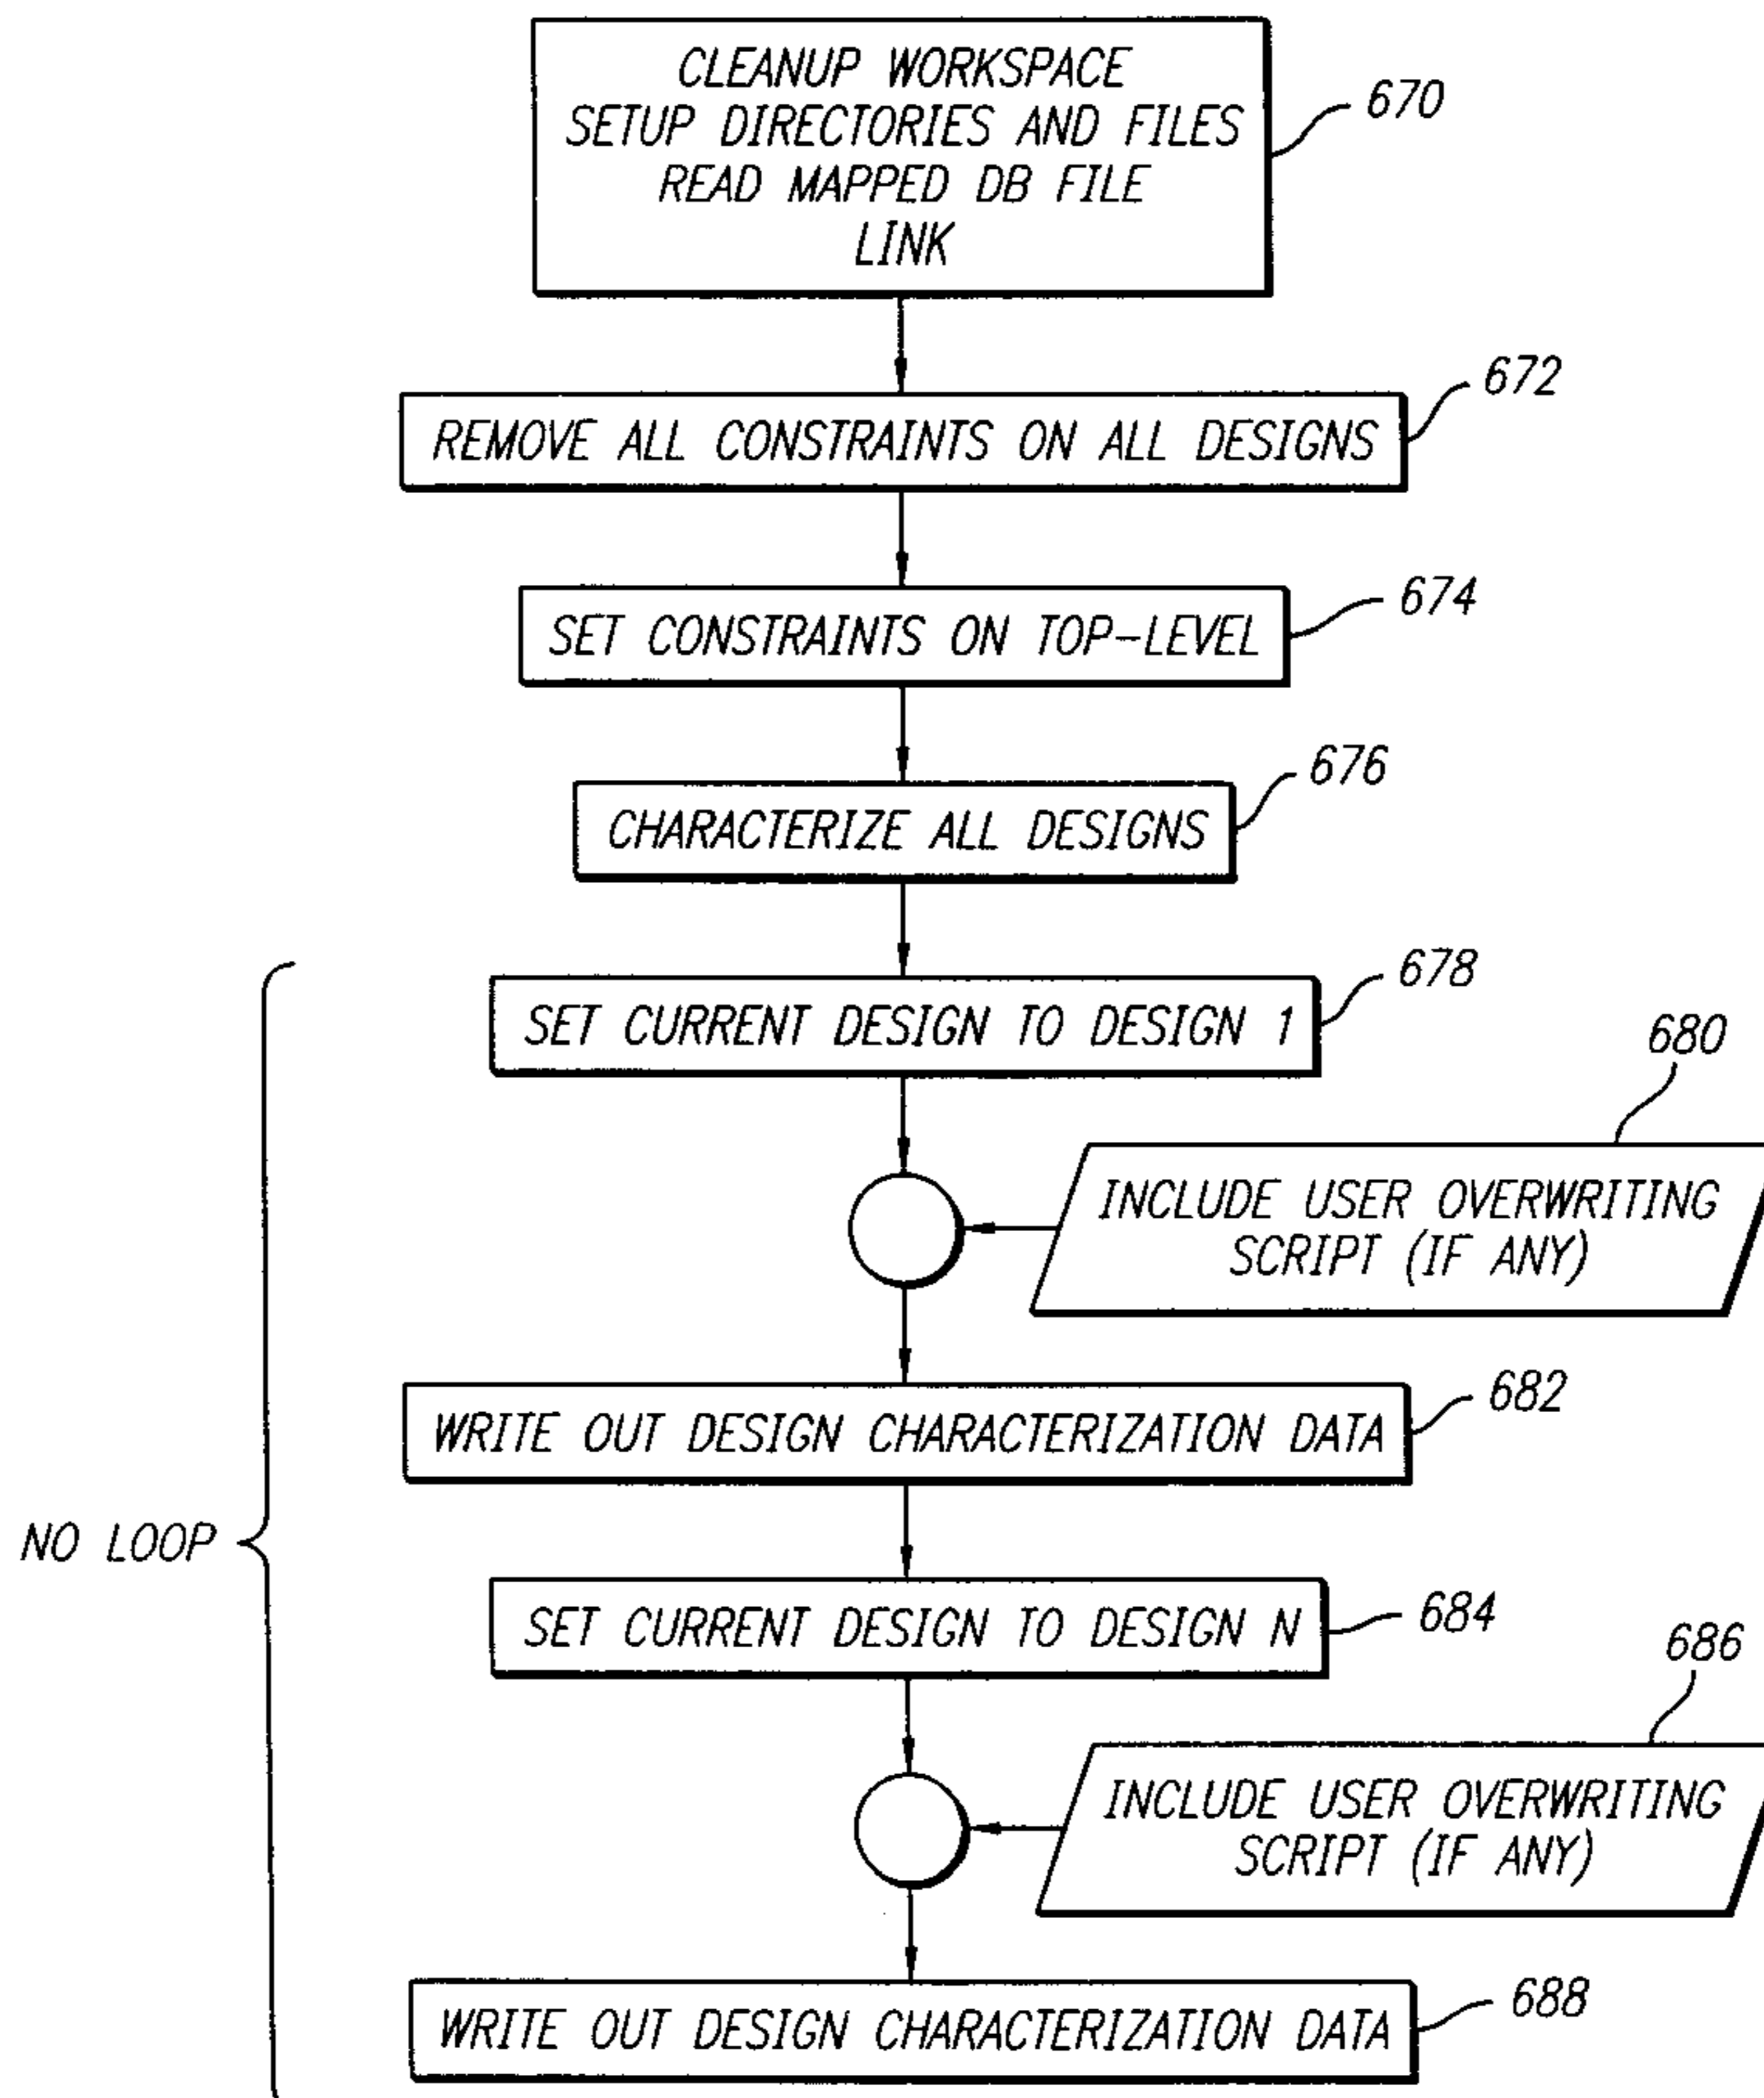 CLEANUP WORKSPACE
SETUP DIRECTORIES AND FILES
READ MAPPED DB FILE
LINK
670
672
REMOVE ALL CONSTRAINTS ON ALL DESIGNS
674
SET CONSTRAINTS ON TOP-LEVEL
676
CHARACTERIZE ALL DESIGNS
678
SET CURRENT DESIGN TO DESIGN 1
680
INCLUDE USER OVERWRITING
SCRIPT (IF ANY)
682
WRITE OUT DESIGN CHARACTERIZATION DATA
NO LOOP
684
SET CURRENT DESIGN TO DESIGN N
686
INCLUDE USER OVERWRITING
SCRIPT (IF ANY)
688
WRITE OUT DESIGN CHARACTERIZATION DATA